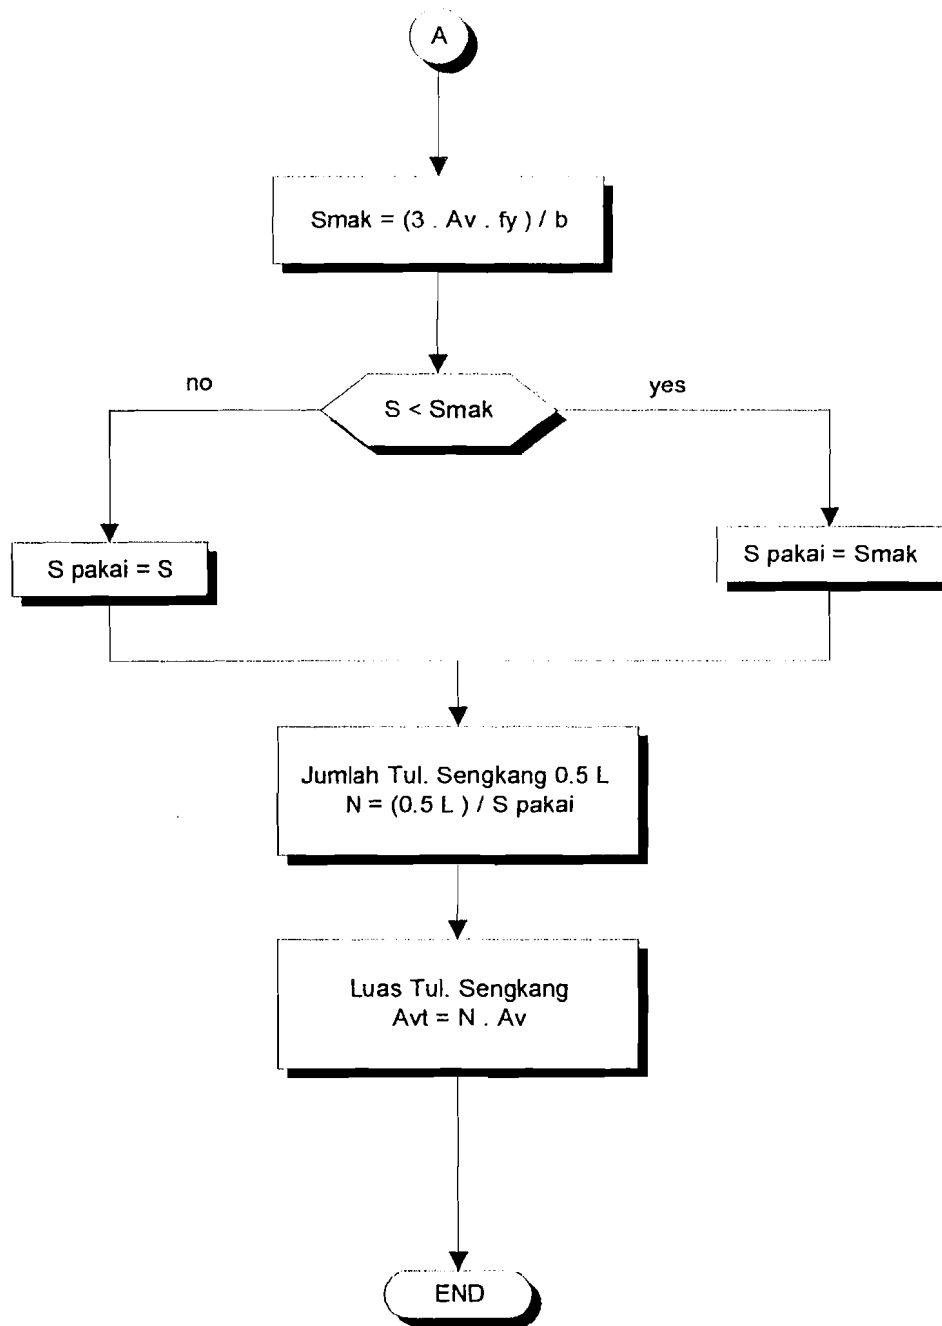 A
Smak = (3 . Av . fy ) / b
no
yes
S < Smak
S pakai = S
S pakai = Smak
Jumlah Tul. Sengkang 0.5 L
N = (0.5 L ) / S pakai
Luas Tul. Sengkang
Avt = N . Av
END